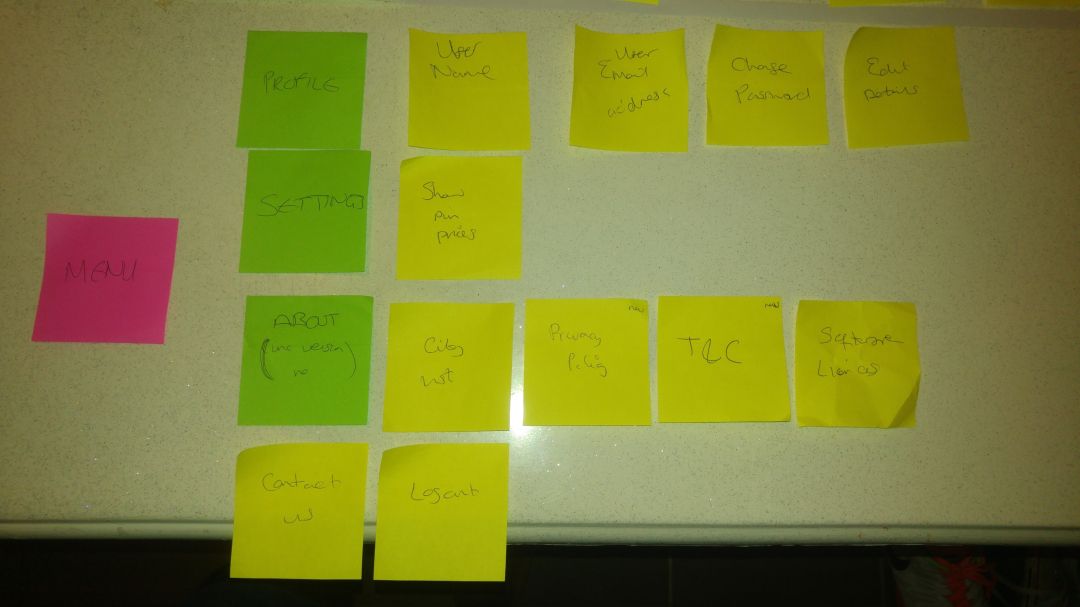 PROFILE
User
Name
User
Email
address
Change
Password
Edit
Details
SETTINGS
Show
pin
prices
MENU
ABOUT
(inc version
no)
City
list
new
Privacy
Policy
new
T&C
Software
Contact
us
Logout